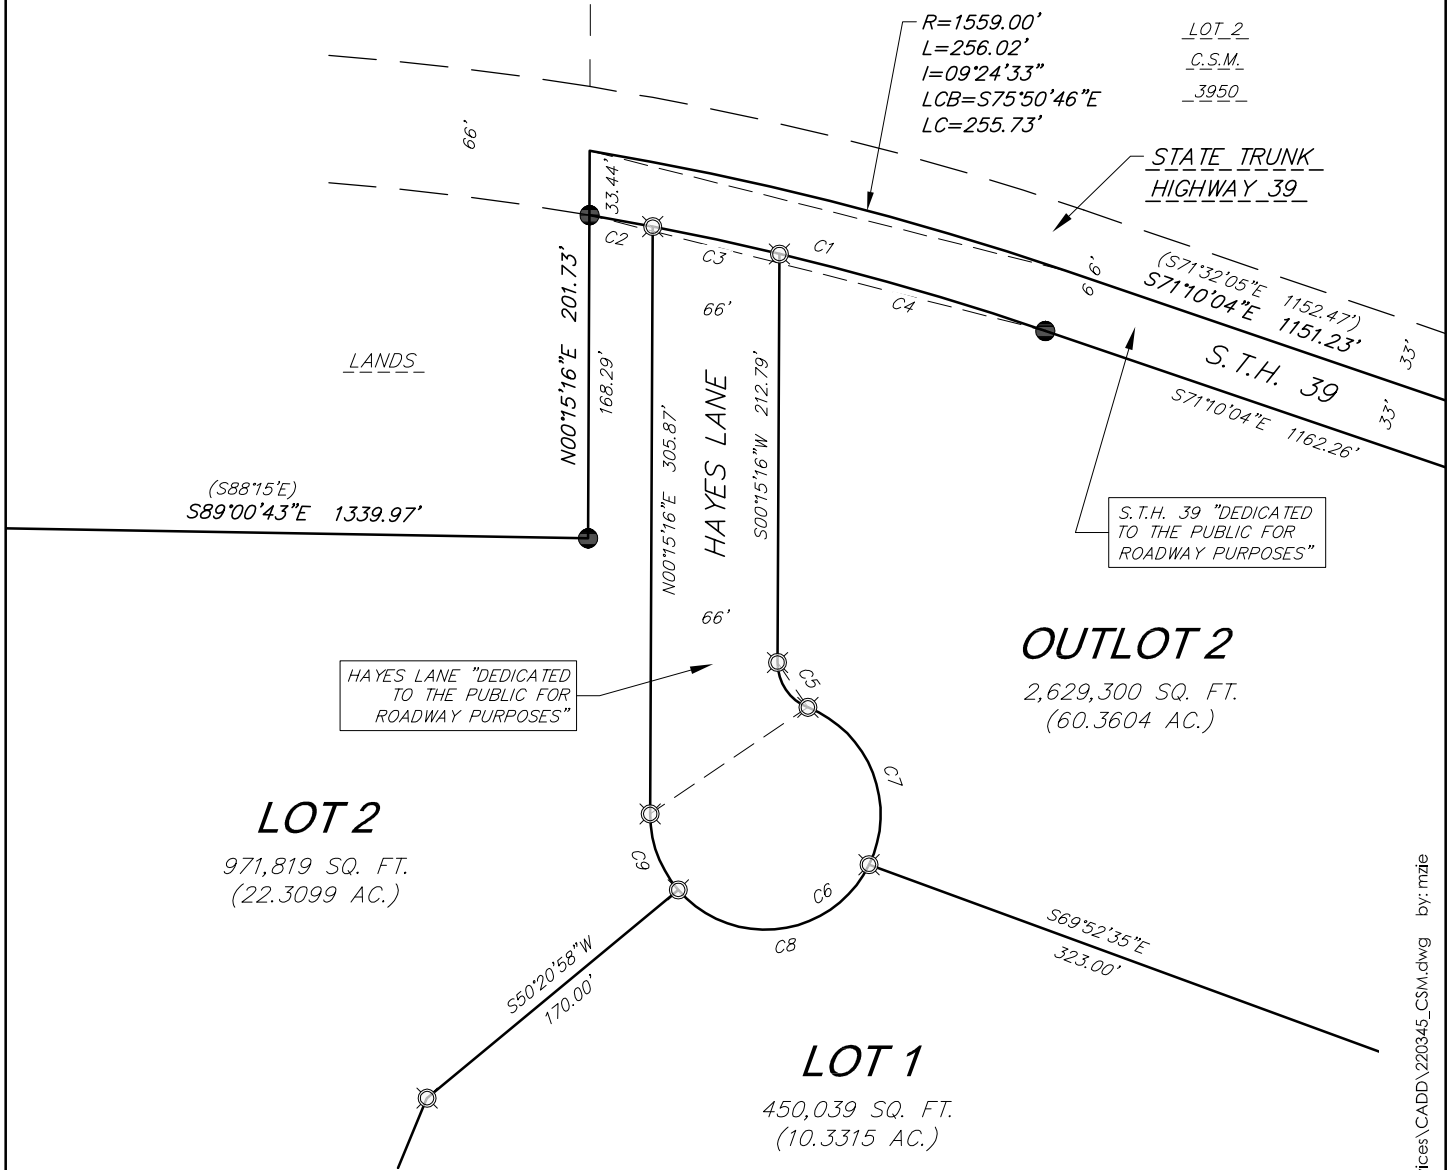 R=1559.00'
L=256.02'
I=09°24'33"
LCB=S75°50'46"E
LC=255.73'
LOT 2
C.S.M.
3950
66'
STATE TRUNK
HIGHWAY 39
33.44'
C2
C3
C1
C4
66'
(S71°32'05"E 1152.47')
S71°10'04"E 1151.23'
33'
S.T.H. 39
33'
S71°10'04"E 1162.26'
N00°15'16"E 201.73'
168.29'
LANDS
66'
HAYES LANE
N00°15'16"E 305.87'
S00°15'16"W 212.79'
66'
(S88°15'E)
S89°00'43"E 1339.97'
S.T.H. 39 "DEDICATED
TO THE PUBLIC FOR
ROADWAY PURPOSES"
HAYES LANE "DEDICATED
TO THE PUBLIC FOR
ROADWAY PURPOSES"
OUTLOT 2
2,629,300 SQ. FT.
(60.3604 AC.)
C5
C7
C9
C6
C8
LOT 2
971,819 SQ. FT.
(22.3099 AC.)
S50°20'58"W
170.00'
S69°52'35"E
323.00'
LOT 1
450,039 SQ. FT.
(10.3315 AC.)
ices\CADD\220345_CSM.dwg by: mzie